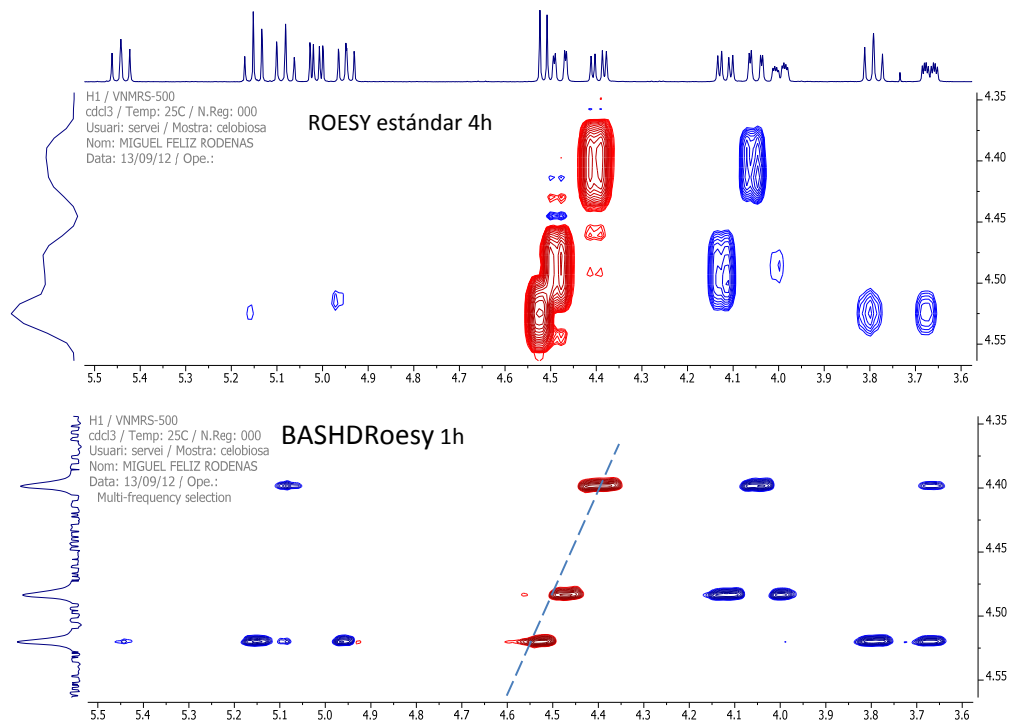 H1 / VNMRS-500
cdcl3 / Temp: 25C / N.Reg: 000
Usuari: servei / Mostra: celobiosa
Nom: MIGUEL FELIZ RODENAS
Data: 13/09/12 / Ope.:
ROESY estándar 4h
4.35
4.40
4.45
4.50
4.55
5.5 5.4 5.3 5.2 5.1 5.0 4.9 4.8 4.7 4.6 4.5 4.4 4.3 4.2 4.1 4.0 3.9 3.8 3.7 3.6
H1 / VNMRS-500
cdcl3 / Temp: 25C / N.Reg: 000
Usuari: servei / Mostra: celobiosa
Nom: MIGUEL FELIZ RODENAS
Data: 13/09/12 / Ope.:
Multi-frequency selection
BASHDRoesy 1h
4.35
4.40
4.45
4.50
4.55
5.5 5.4 5.3 5.2 5.1 5.0 4.9 4.8 4.7 4.6 4.5 4.4 4.3 4.2 4.1 4.0 3.9 3.8 3.7 3.6